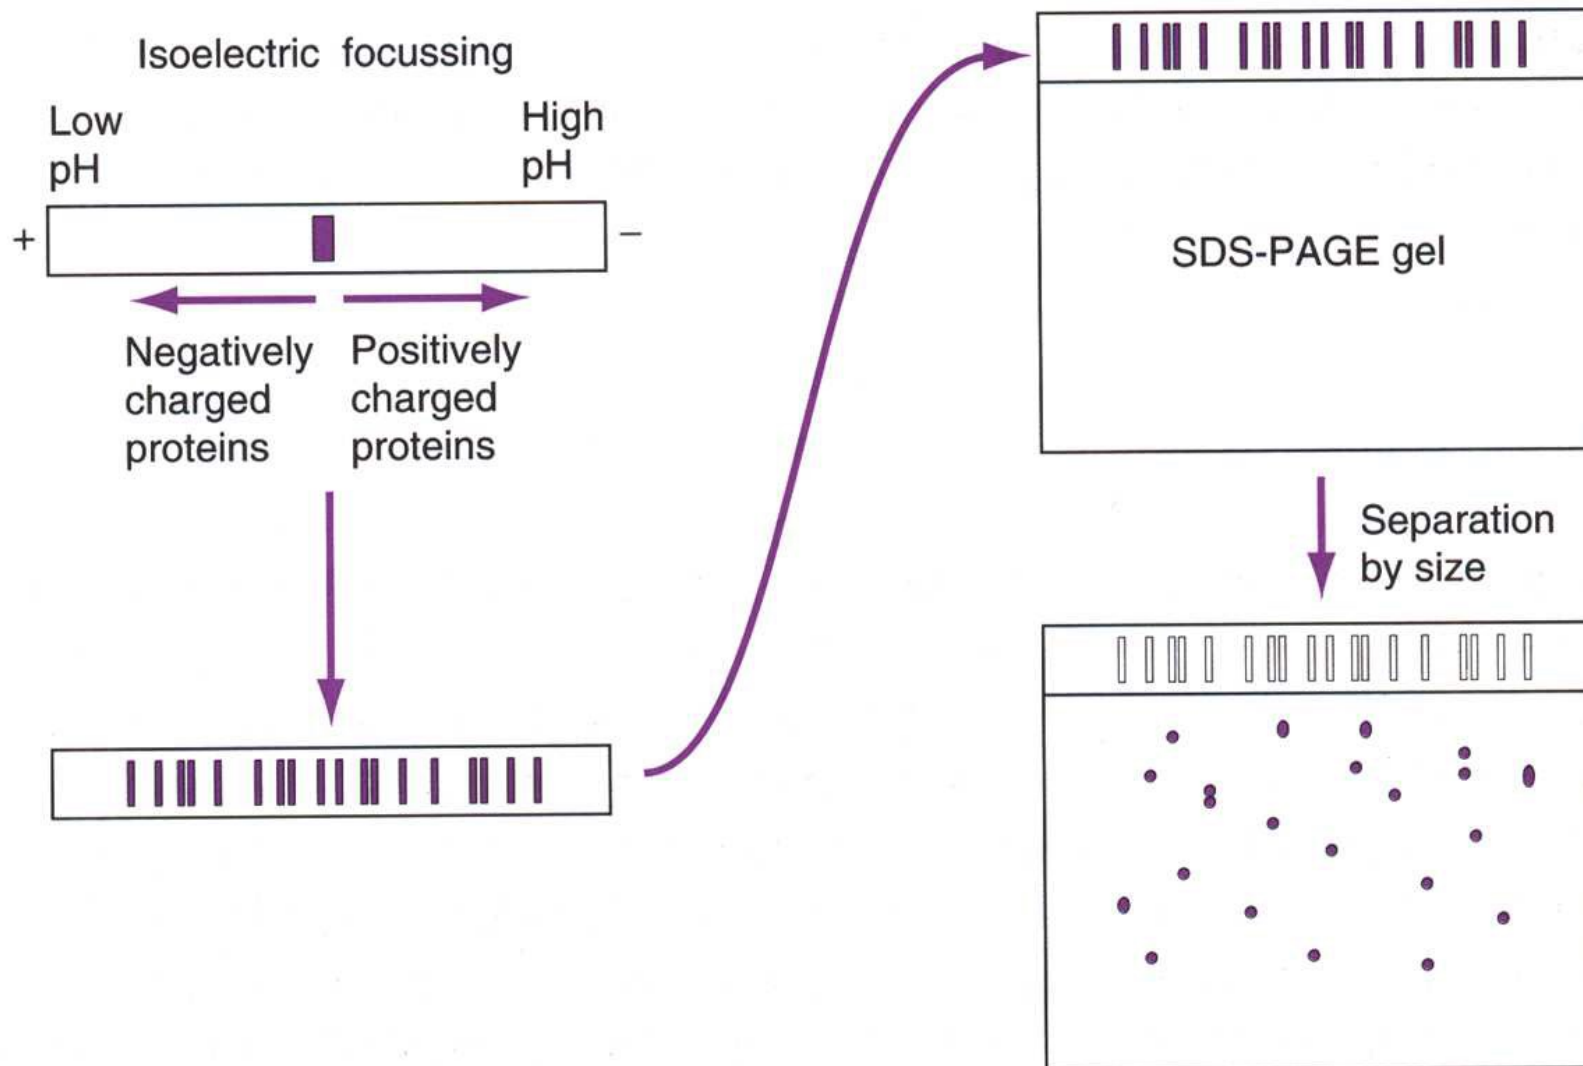 Isoelectric focussing
Low
pH
High
pH
+
−
Negatively
charged
proteins
Positively
charged
proteins
SDS-PAGE gel
Separation
by size